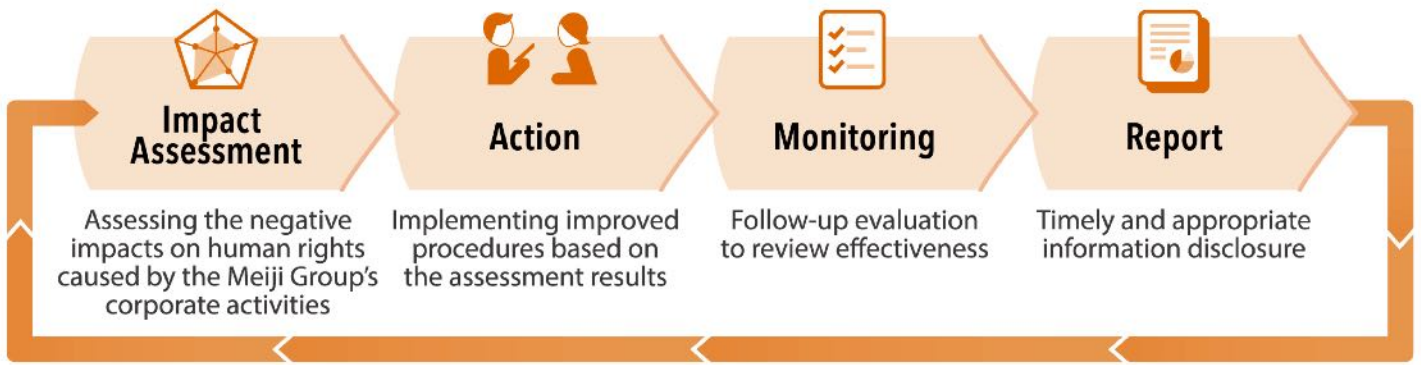 Impact
Assessment
Assessing the negative
impacts on human rights
caused by the Meiji Group's
corporate activities
Action
Implementing improved
procedures based on
the assessment results
Monitoring
Follow-up evaluation
to review effectiveness
Report
Timely and appropriate
information disclosure